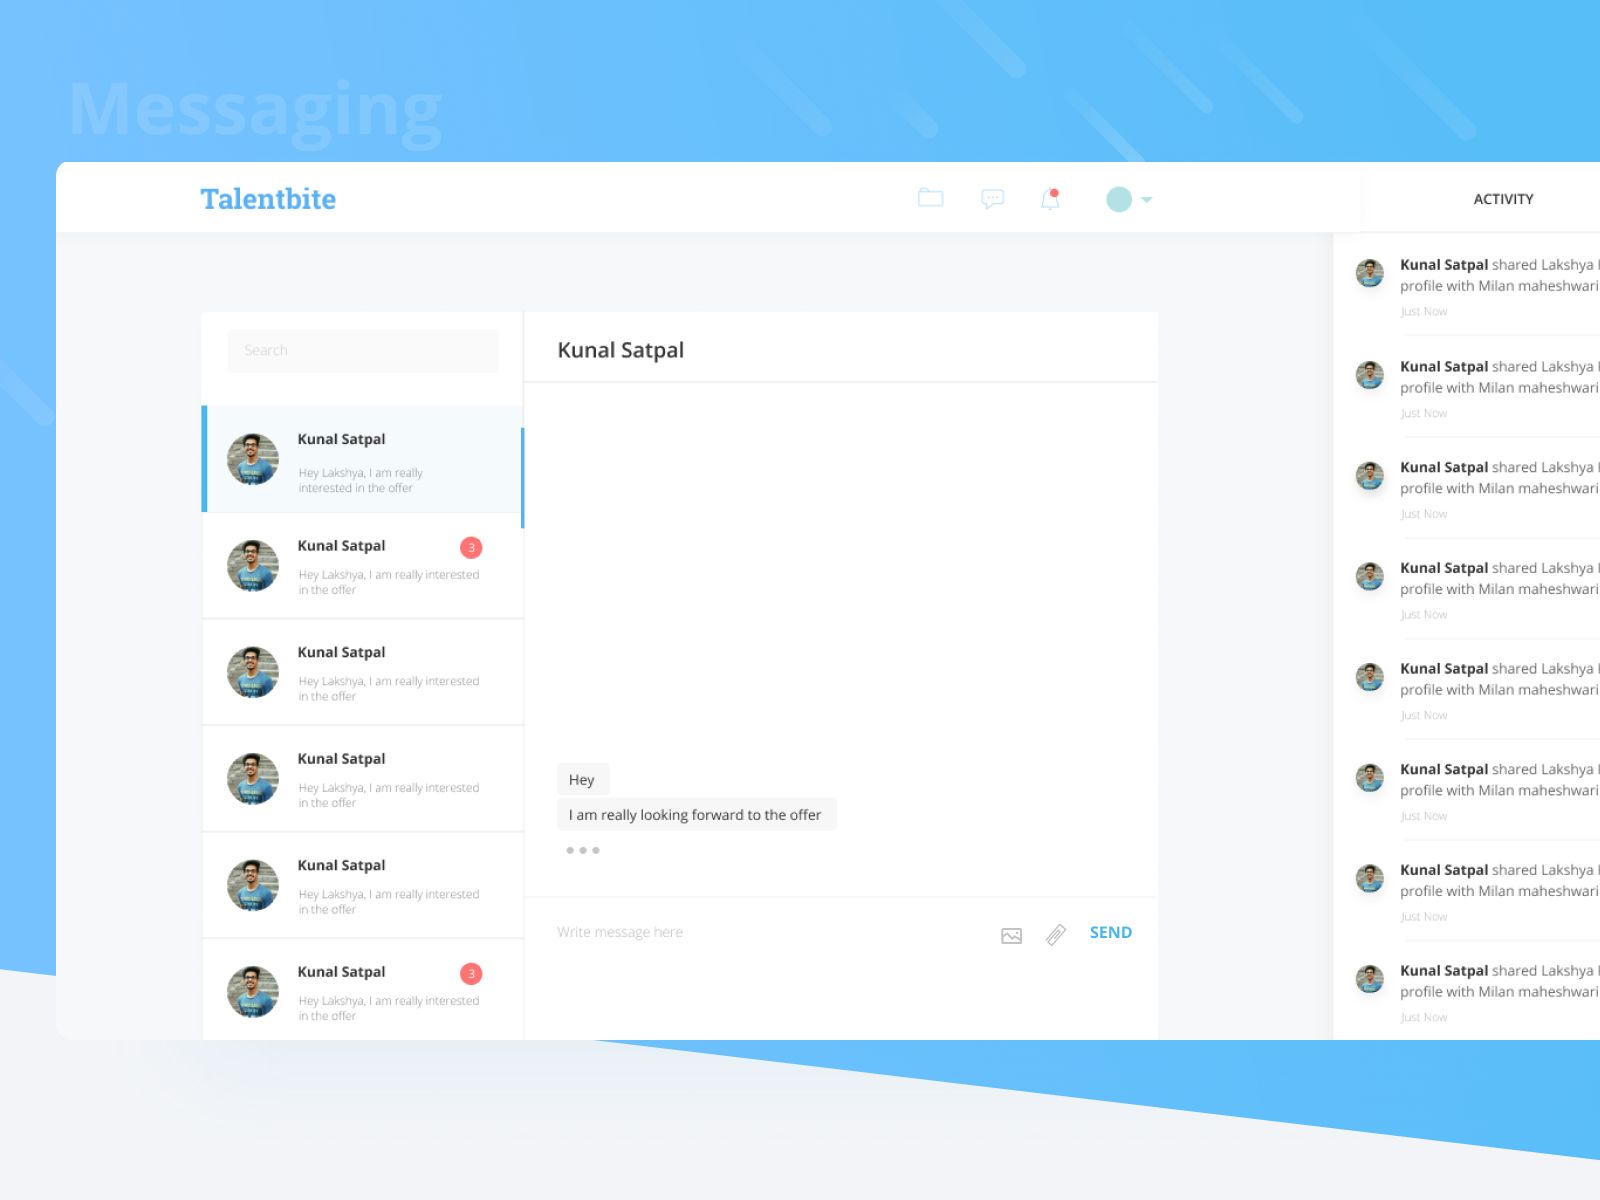 Messaging
Talentbite
ACTIVITY
Search
Kunal Satpal
Hey Lakshya, I am really
interested in the offer
Kunal Satpal
3
Hey Lakshya, I am really interested
in the offer
Kunal Satpal
Hey Lakshya, I am really interested
in the offer
Kunal Satpal
Hey Lakshya, I am really interested
in the offer
Kunal Satpal
Hey Lakshya, I am really interested
in the offer
Kunal Satpal
3
Hey Lakshya, I am really interested
in the offer
Kunal Satpal
Hey
I am really looking forward to the offer
Write message here
SEND
Kunal Satpal shared Lakshya
profile with Milan maheshwari
Just Now
Kunal Satpal shared Lakshya
profile with Milan maheshwari
Just Now
Kunal Satpal shared Lakshya
profile with Milan maheshwari
Just Now
Kunal Satpal shared Lakshya
profile with Milan maheshwari
Just Now
Kunal Satpal shared Lakshya
profile with Milan maheshwari
Just Now
Kunal Satpal shared Lakshya
profile with Milan maheshwari
Just Now
Kunal Satpal shared Lakshya
profile with Milan maheshwari
Just Now
Kunal Satpal shared Lakshya
profile with Milan maheshwari
Just Now